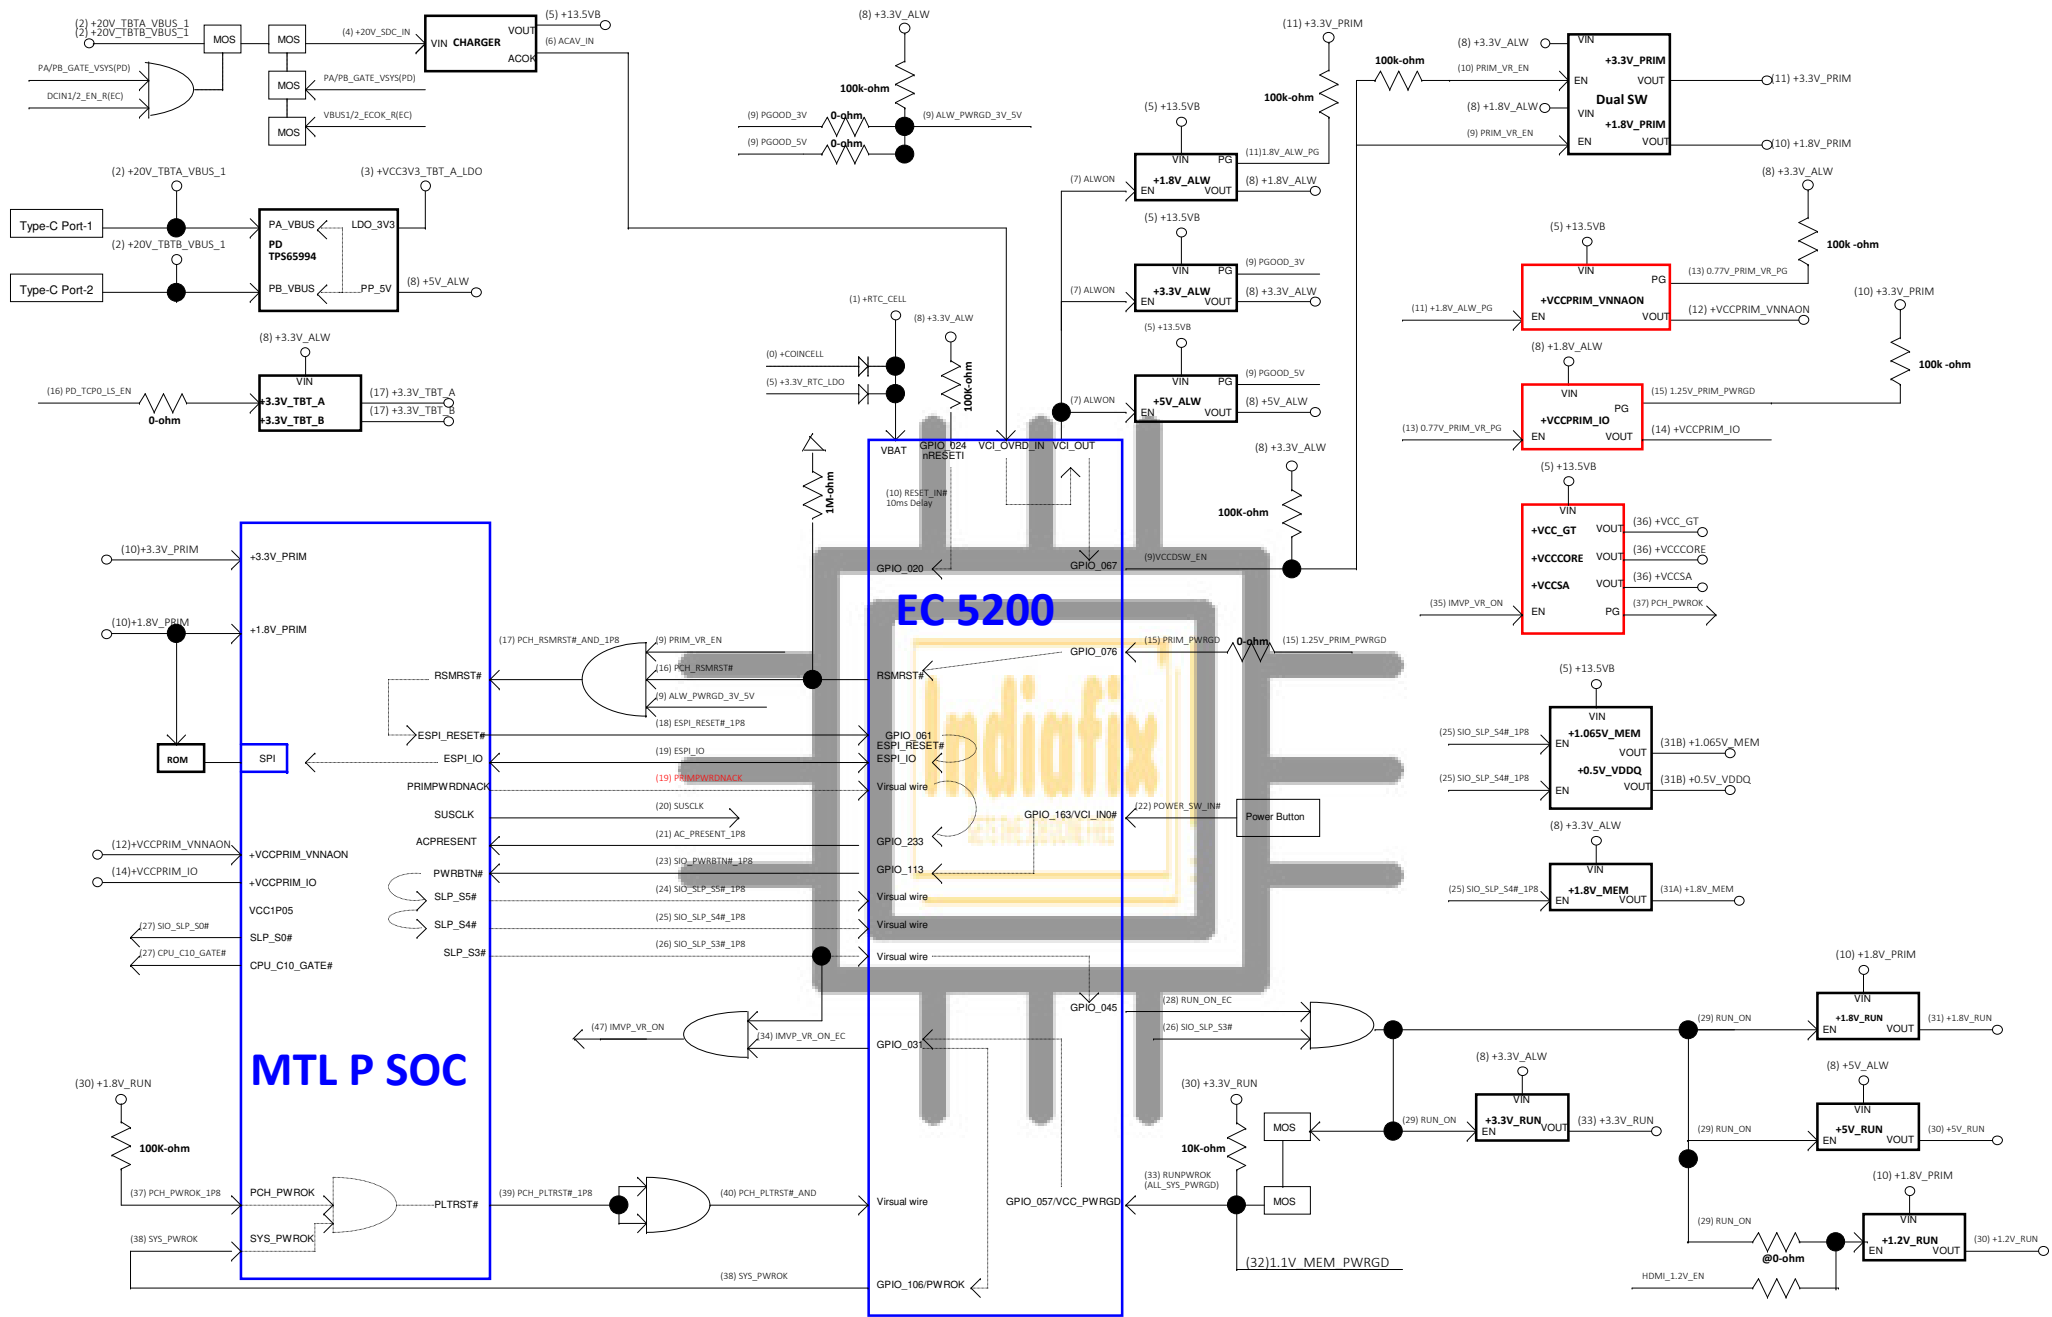 (2) +20V_TBTA_VBUS_1
(2) +20V_TBTB_VBUS_1
MOS
MOS
(4) +20V_SDC_IN
VIN
CHARGER
VOUT
ACOK
(5) +13.5VB
(6) ACAV_IN
PA/PB_GATE_VSYS(PD)
DCIN1/2_EN_R(EC)
MOS
PA/PB_GATE_VSYS(PD)
MOS
VBUS1/2_ECOK_R(EC)
(8) +3.3V_ALW
100k-ohm
(9) PGOOD_3V
0-ohm
(9) ALW_PWRGD_3V_5V
(9) PGOOD_5V
0-ohm
(11) +3.3V_PRIM
100k-ohm
(5) +13.5VB
VIN
PG
+1.8V_ALW
EN
VOUT
(7) ALWON
(11)1.8V_ALW_PG
(8) +1.8V_ALW
100k-ohm
(8) +3.3V_ALW
(10) PRIM_VR_EN
(8) +1.8V_ALW
(9) PRIM_VR_EN
VIN
+3.3V_PRIM
EN
VOUT
Dual SW
VIN
+1.8V_PRIM
EN
VOUT
(11) +3.3V_PRIM
(10) +1.8V_PRIM
(2) +20V_TBTA_VBUS_1
(3) +VCC3V3_TBT_A_LDO
Type-C Port-1
(2) +20V_TBTB_VBUS_1
Type-C Port-2
PA_VBUS
LDO_3V3
PD
TPS65994
PB_VBUS
PP_5V
(8) +5V_ALW
(8) +3.3V_ALW
VIN
+3.3V_TBT_A
+3.3V_TBT_B
(16) PD_TCP0_LS_EN
0-ohm
(17) +3.3V_TBT_A
(17) +3.3V_TBT_B
(5) +13.5VB
VIN
PG
+3.3V_ALW
EN
VOUT
(7) ALWON
(9) PGOOD_3V
(8) +3.3V_ALW
(5) +13.5VB
VIN
PG
+5V_ALW
EN
VOUT
(7) ALWON
(9) PGOOD_5V
(8) +5V_ALW
(8) +3.3V_ALW
100k -ohm
(5) +13.5VB
VIN
PG
+VCCPRIM_VNNAON
EN
VOUT
(11) +1.8V_ALW_PG
(13) 0.77V_PRIM_VR_PG
(12) +VCCPRIM_VNNAON
(10) +3.3V_PRIM
100k -ohm
(8) +1.8V_ALW
VIN
PG
+VCCPRIM_IO
EN
VOUT
(13) 0.77V_PRIM_VR_PG
(15) 1.25V_PRIM_PWRGD
(14) +VCCPRIM_IO
(5) +13.5VB
VIN
+VCC_GT
VOUT
+VCCCORE
VOUT
+VCCSA
VOUT
EN
PG
(35) IMVP_VR_ON
(36) +VCC_GT
(36) +VCCCORE
(36) +VCCSA
(37) PCH_PWROK
(1) +RTC_CELL
(8) +3.3V_ALW
(0) +COINCELL
(5) +3.3V_RTC_LDO
100K-ohm
1M-ohm
VBAT
GPIO_024
nRESETI
VCI_OVRD_IN
VCI_OUT
(10) RESET_IN#
10ms Delay
GPIO_020
GPIO_067
(9)VCCDSW_EN
(8) +3.3V_ALW
100K-ohm
EC 5200
Indiafix
GPIO_076
(15) PRIM_PWRGD
0-ohm
(15) 1.25V_PRIM_PWRGD
RSMRST#
(10)+3.3V_PRIM
+3.3V_PRIM
(10)+1.8V_PRIM
+1.8V_PRIM
ROM
SPI
(17) PCH_RSMRST#_AND_1P8
(9) PRIM_VR_EN
(16) PCH_RSMRST#
(9) ALW_PWRGD_3V_5V
RSMRST#
ESPI_RESET#
(18) ESPI_RESET#_1P8
GPIO_061
ESPI_RESET#
ESPI_IO
(19) ESPI_IO
ESPI_IO
PRIMPWRDNACK
(19) PRIMPWRDNACK
Virsual wire
SUSCLK
(20) SUSCLK
ACPRESENT
(21) AC_PRESENT_1P8
GPIO_233
PWRBTN#
(23) SIO_PWRBTN#_1P8
GPIO_113
SLP_S5#
(24) SIO_SLP_S5#_1P8
Virsual wire
SLP_S4#
(25) SIO_SLP_S4#_1P8
Virsual wire
SLP_S3#
(26) SIO_SLP_S3#_1P8
Virsual wire
GPIO_163/VCI_IN0#
(22) POWER_SW_IN#
Power Button
(12)+VCCPRIM_VNNAON
+VCCPRIM_VNNAON
(14)+VCCPRIM_IO
+VCCPRIM_IO
VCC1P05
(27) SIO_SLP_S0#
SLP_S0#
(27) CPU_C10_GATE#
CPU_C10_GATE#
MTL P SOC
(5) +13.5VB
VIN
+1.065V_MEM
EN
VOUT
+0.5V_VDDQ
EN
VOUT
(25) SIO_SLP_S4#_1P8
(25) SIO_SLP_S4#_1P8
(31B) +1.065V_MEM
(31B) +0.5V_VDDQ
(8) +3.3V_ALW
VIN
+1.8V_MEM
EN
VOUT
(25) SIO_SLP_S4#_1P8
(31A) +1.8V_MEM
GPIO_045
(28) RUN_ON_EC
(26) SIO_SLP_S3#
(47) IMVP_VR_ON
(34) IMVP_VR_ON_EC
GPIO_031
(10) +1.8V_PRIM
VIN
+1.8V_RUN
EN
VOUT
(29) RUN_ON
(31) +1.8V_RUN
(8) +3.3V_ALW
VIN
+3.3V_RUN
EN
VOUT
(29) RUN_ON
(33) +3.3V_RUN
(8) +5V_ALW
VIN
+5V_RUN
EN
VOUT
(29) RUN_ON
(30) +5V_RUN
(10) +1.8V_PRIM
VIN
+1.2V_RUN
EN
VOUT
(29) RUN_ON
@0-ohm
HDMI_1.2V_EN
(30) +1.2V_RUN
(30) +3.3V_RUN
10K-ohm
MOS
MOS
(33) RUNPWROK
(ALL_SYS_PWRGD)
GPIO_057/VCC_PWRGD
(32)1.1V_MEM_PWRGD
(30) +1.8V_RUN
100K-ohm
(37) PCH_PWROK_1P8
PCH_PWROK
PLTRST#
(39) PCH_PLTRST#_1P8
(40) PCH_PLTRST#_AND
Virsual wire
(38) SYS_PWROK
SYS_PWROK
(38) SYS_PWROK
GPIO_106/PWROK